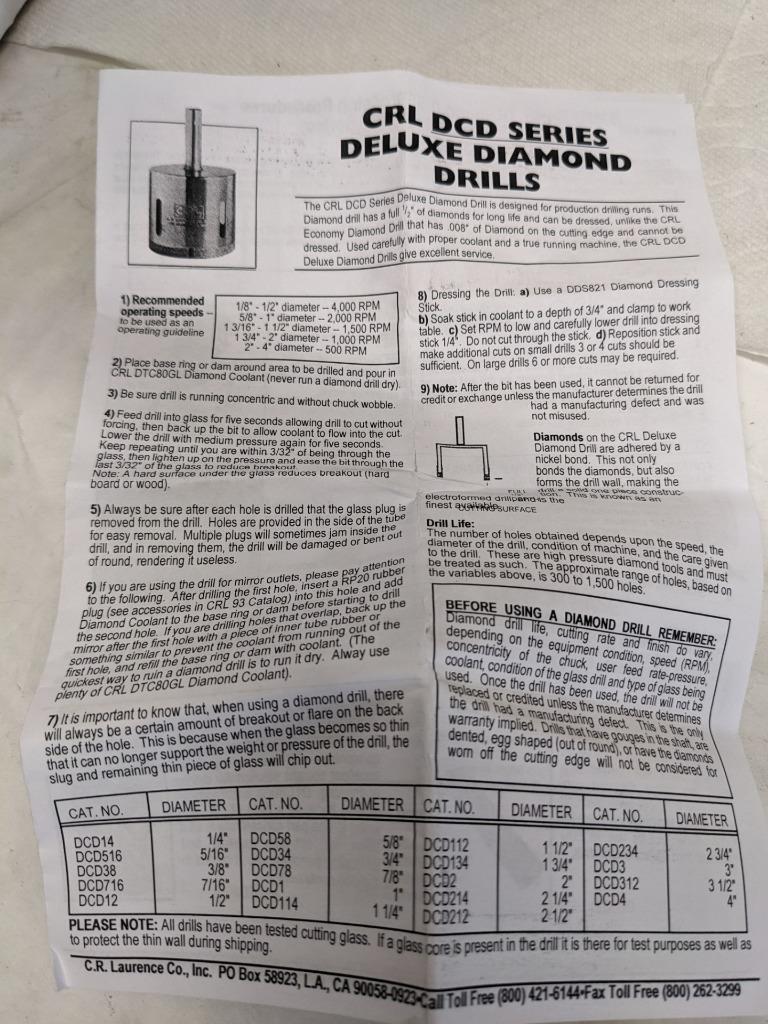 CRL DCD SERIES
DELUXE DIAMOND
DRILLS
The CRL DCD Series Deluxe Diamond Drill is designed for production drilling runs. This
Diamond drill has a full 1/2" of diamonds for long life and can be dressed, unlike the CRL
Economy Diamond Drill that has .008" of Diamond on the cutting edge and cannot be
dressed. Used carefully with proper coolant and a true running machine, the CRL DCD
Deluxe Diamond Drills give excellent service.
1) Recommended
operating speeds –
to be used as an
operating guideline
1/8" - 1/2" diameter -- 4,000 RPM
5/8" - 1" diameter -- 2,000 RPM
1 3/16" - 1 1/2" diameter -- 1,500 RPM
1 3/4" - 2" diameter -- 1,000 RPM
2" - 4" diameter -- 500 RPM
2) Place base ring or dam around area to be drilled and pour in
CRL DTC80GL Diamond Coolant (never run a diamond drill dry).
3) Be sure drill is running concentric and without chuck wobble.
4) Feed drill into glass for five seconds allowing drill to cut without
forcing, then back up the bit to allow coolant to flow into the cut.
Lower the drill with medium pressure again for five seconds.
Keep repeating until you are within 3/32" of being through the
glass, then lighten up on the pressure and ease the bit through the
last 3/32" of the glass to reduce breakout.
Note: A hard surface under the glass reduces breakout (hard
board or wood).
5) Always be sure after each hole is drilled that the glass plug is
removed from the drill. Holes are provided in the side of the tube
for easy removal. Multiple plugs will sometimes jam inside the
drill, and in removing them, the drill will be damaged or bent out
of round, rendering it useless.
6) If you are using the drill for mirror outlets, please pay attention
to the following. After drilling the first hole, insert a RP20 rubber
plug (see accessories in CRL 93 Catalog) into this hole and add
Diamond Coolant to the base ring or dam before starting to drill
the second hole. If you are drilling holes that overlap, back up the
mirror after the first hole with a piece of inner tube rubber or
something similar to prevent the coolant from running out of the
first hole, and refill the base ring or dam with coolant. (The
quickest way to ruin a diamond drill is to run it dry. Alway use
plenty of CRL DTC80GL Diamond Coolant).
7) It is important to know that, when using a diamond drill, there
will always be a certain amount of breakout or flare on the back
side of the hole. This is because when the glass becomes so thin
that it can no longer support the weight or pressure of the drill, the
slug and remaining thin piece of glass will chip out.
8) Dressing the Drill: a) Use a DDS821 Diamond Dressing
Stick.
b) Soak stick in coolant to a depth of 3/4" and clamp to work
table. c) Set RPM to low and carefully lower drill into dressing
stick 1/4". Do not cut through the stick. d) Reposition stick and
make additional cuts on small drills 3 or 4 cuts should be
sufficient. On large drills 6 or more cuts may be required.
9) Note: After the bit has been used, it cannot be returned for
credit or exchange unless the manufacturer determines the drill
had a manufacturing defect and was
not misused.
Diamonds on the CRL Deluxe
Diamond Drill are adhered by a
nickel bond. This not only
bonds the diamonds, but also
forms the drill wall, making the
drill a solid one piece construc-
tion. This is known as an
electroformed drill and is the
finest available.
CUTTING SURFACE
Drill Life:
The number of holes obtained depends upon the speed, the
diameter of the drill, condition of machine, and the care given
to the drill. These are high pressure diamond tools and must
be treated as such. The approximate range of holes, based on
the variables above, is 300 to 1,500 holes.
BEFORE USING A DIAMOND DRILL REMEMBER:
Diamond drill life, cutting rate and finish do vary,
depending on the equipment condition, speed (RPM),
concentricity of the chuck, user feed rate-pressure,
coolant, condition of the glass drill and type of glass being
used. Once the drill has been used, the drill will not be
replaced or credited unless the manufacturer determines
the drill had a manufacturing defect. This is the only
warranty implied. Drills that have gouges in the shaft, are
dented, egg shaped (out of round), or have the diamonds
worn off the cutting edge will not be considered for
CAT. NO. DIAMETER CAT. NO. DIAMETER CAT. NO. DIAMETER CAT. NO. DIAMETER
DCD14 1/4" DCD58 5/8" DCD112 1 1/2" DCD234 2 3/4"
DCD516 5/16" DCD34 3/4" DCD134 1 3/4" DCD3 3"
DCD38 3/8" DCD78 7/8" DCD2 2" DCD312 3 1/2"
DCD716 7/16" DCD1 1" DCD214 2 1/4" DCD4 4"
DCD12 1/2" DCD114 1 1/4" DCD212 2 1/2"
PLEASE NOTE: All drills have been tested cutting glass. If a glass core is present in the drill it is there for test purposes as well as
to protect the thin wall during shipping.
C.R. Laurence Co., Inc. PO Box 58923, L.A., CA 90058-0923•Call Toll Free (800) 421-6144•Fax Toll Free (800) 262-3299